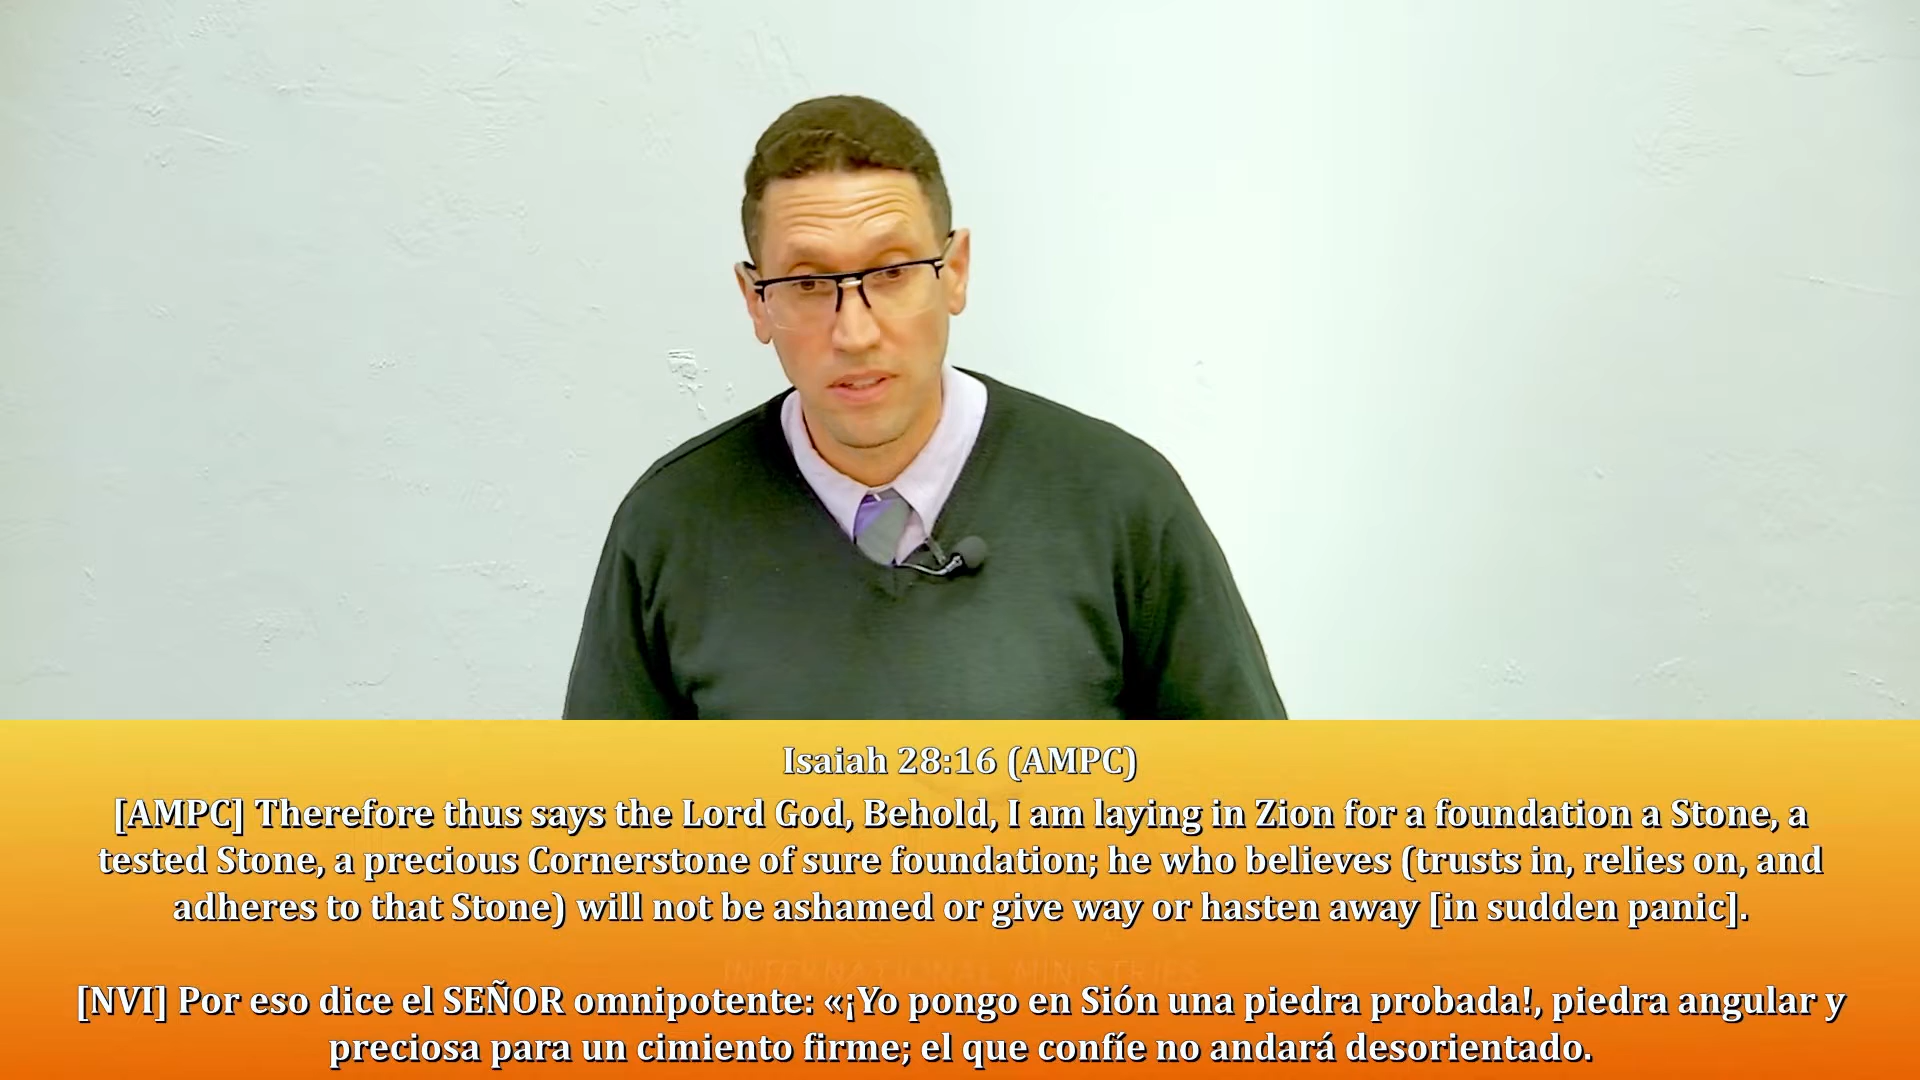 Isaiah 28:16 (AMPC)
[AMPC] Therefore thus says the Lord God, Behold, I am laying in Zion for a foundation a Stone, a
tested Stone, a precious Cornerstone of sure foundation; he who believes (trusts in, relies on, and
adheres to that Stone) will not be ashamed or give way or hasten away [in sudden panic].
INTERNATIONAL MINISTRIES
[NVI] Por eso dice el SEÑOR omnipotente: «¡Yo pongo en Sión una piedra probada!, piedra angular y
preciosa para un cimiento firme; el que confíe no andará desorientado.